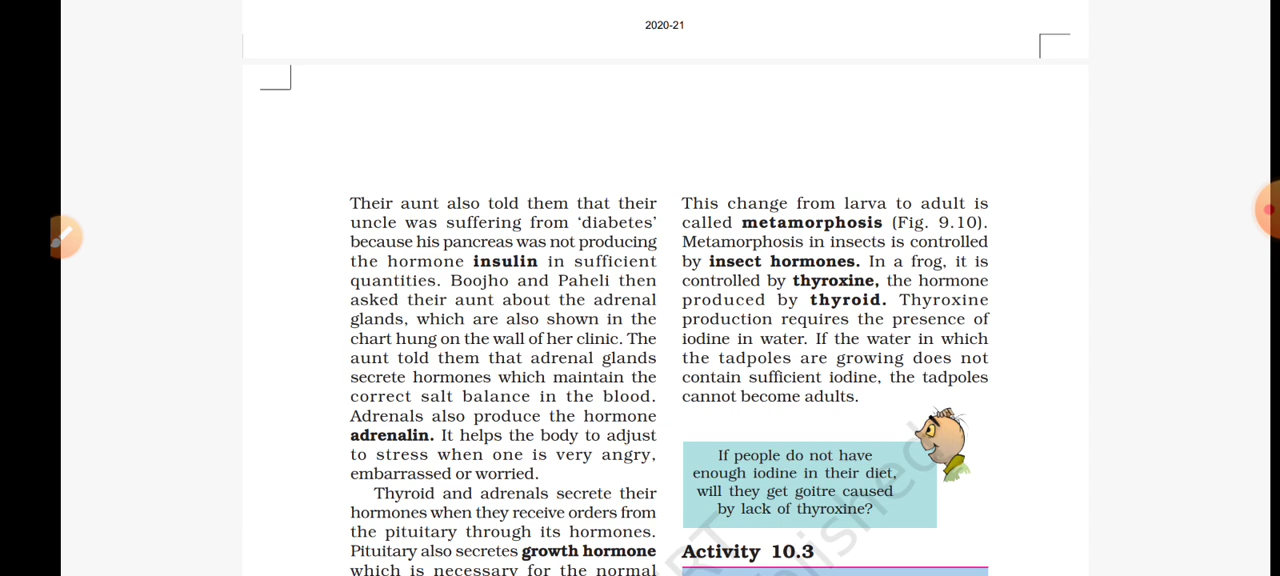 2020-21
Their aunt also told them that their
uncle was suffering from ‘diabetes’
because his pancreas was not producing
the hormone insulin in sufficient
quantities. Boojho and Paheli then
asked their aunt about the adrenal
glands, which are also shown in the
chart hung on the wall of her clinic. The
aunt told them that adrenal glands
secrete hormones which maintain the
correct salt balance in the blood.
Adrenals also produce the hormone
adrenalin. It helps the body to adjust
to stress when one is very angry,
embarrassed or worried.
Thyroid and adrenals secrete their
hormones when they receive orders from
the pituitary through its hormones.
Pituitary also secretes growth hormone
which is necessary for the normal
This change from larva to adult is
called metamorphosis (Fig. 9.10).
Metamorphosis in insects is controlled
by insect hormones. In a frog, it is
controlled by thyroxine, the hormone
produced by thyroid. Thyroxine
production requires the presence of
iodine in water. If the water in which
the tadpoles are growing does not
contain sufficient iodine, the tadpoles
cannot become adults.
If people do not have
enough iodine in their diet,
will they get goitre caused
by lack of thyroxine?
Activity 10.3